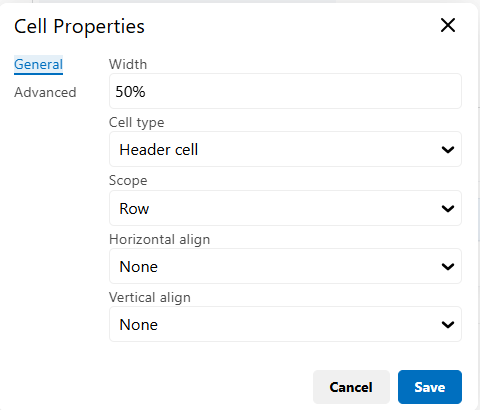 Cell Properties
General
Advanced
Width
50%
Cell type
Header cell
Scope
Row
Horizontal align
None
Vertical align
None
Cancel
Save